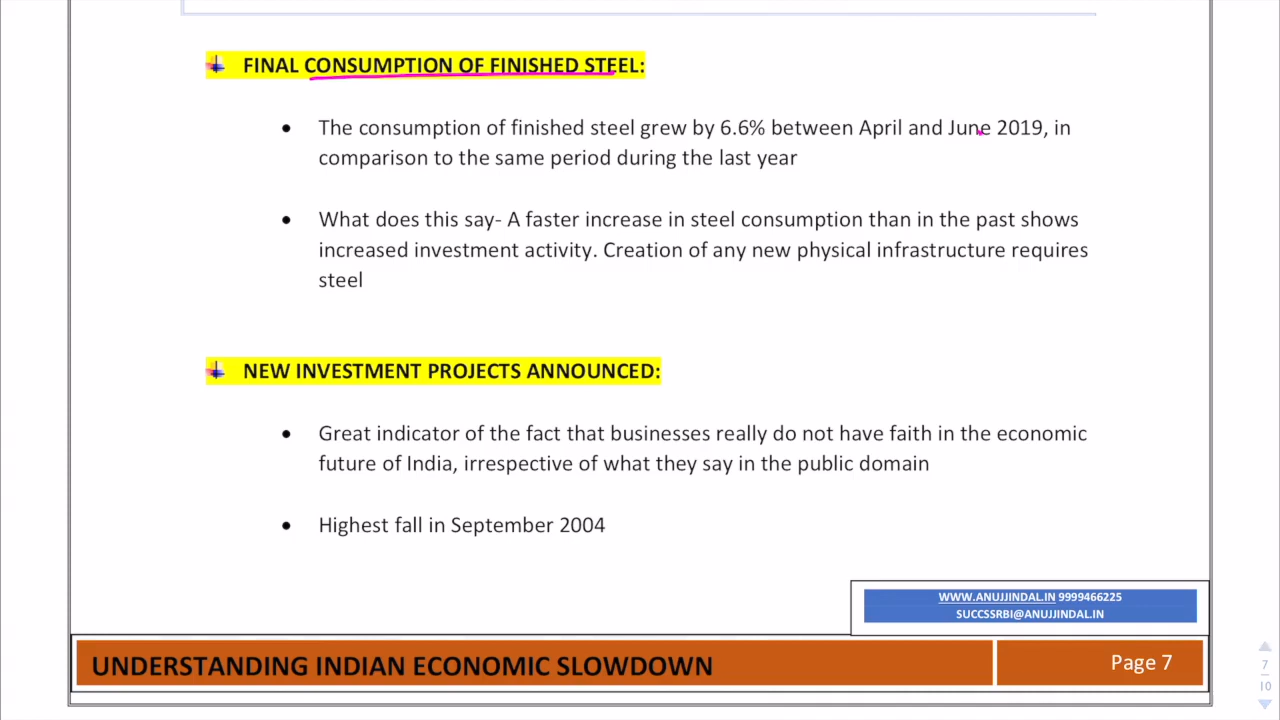 FINAL CONSUMPTION OF FINISHED STEEL:
The consumption of finished steel grew by 6.6% between April and June 2019, in
comparison to the same period during the last year
What does this say- A faster increase in steel consumption than in the past shows
increased investment activity. Creation of any new physical infrastructure requires
steel
NEW INVESTMENT PROJECTS ANNOUNCED:
Great indicator of the fact that businesses really do not have faith in the economic
future of India, irrespective of what they say in the public domain
Highest fall in September 2004
WWW.ANUJJINDAL.IN 9999466225
SUCCSSRBI@ANUJJINDAL.IN
UNDERSTANDING INDIAN ECONOMIC SLOWDOWN
Page 7
7
10